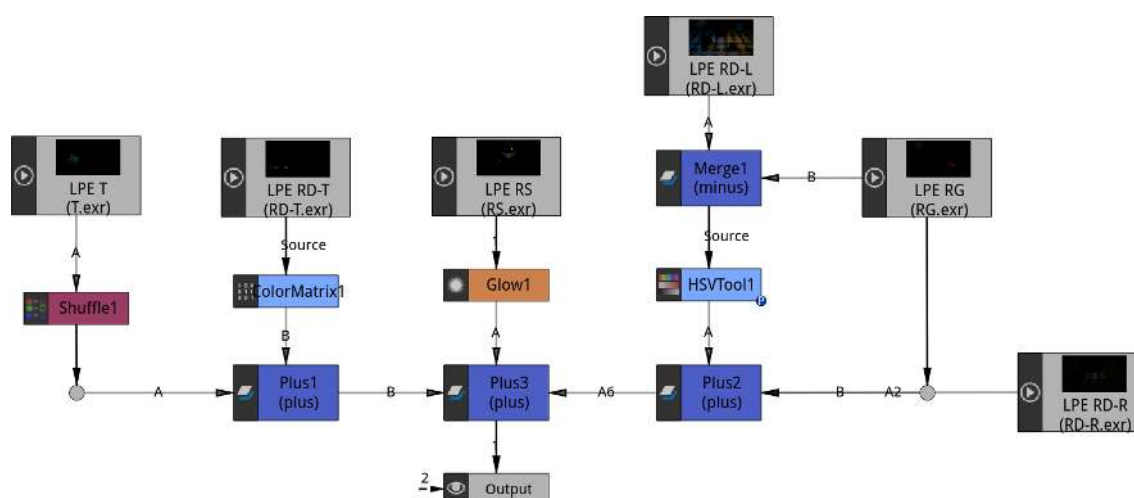 LPE RD-L
(RD-L.exr)
A
LPE T
(T.exr)
LPE RD-T
(RD-T.exr)
LPE RS
(RS.exr)
Merge1
(minus)
B
LPE RG
(RG.exr)
A
Source
Source
Shuffle1
ColorMatrix1
Glow1
HSVTool1
P
B
A
A
A
Plus1
(plus)
B
Plus3
(plus)
A6
Plus2
(plus)
B
A2
LPE RD-R
(RD-R.exr)
2
Output